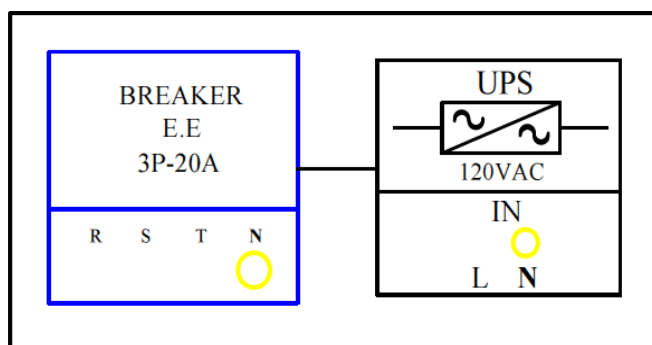 BREAKER
E.E
3P-20A
R S T N
UPS
120VAC
IN
L N